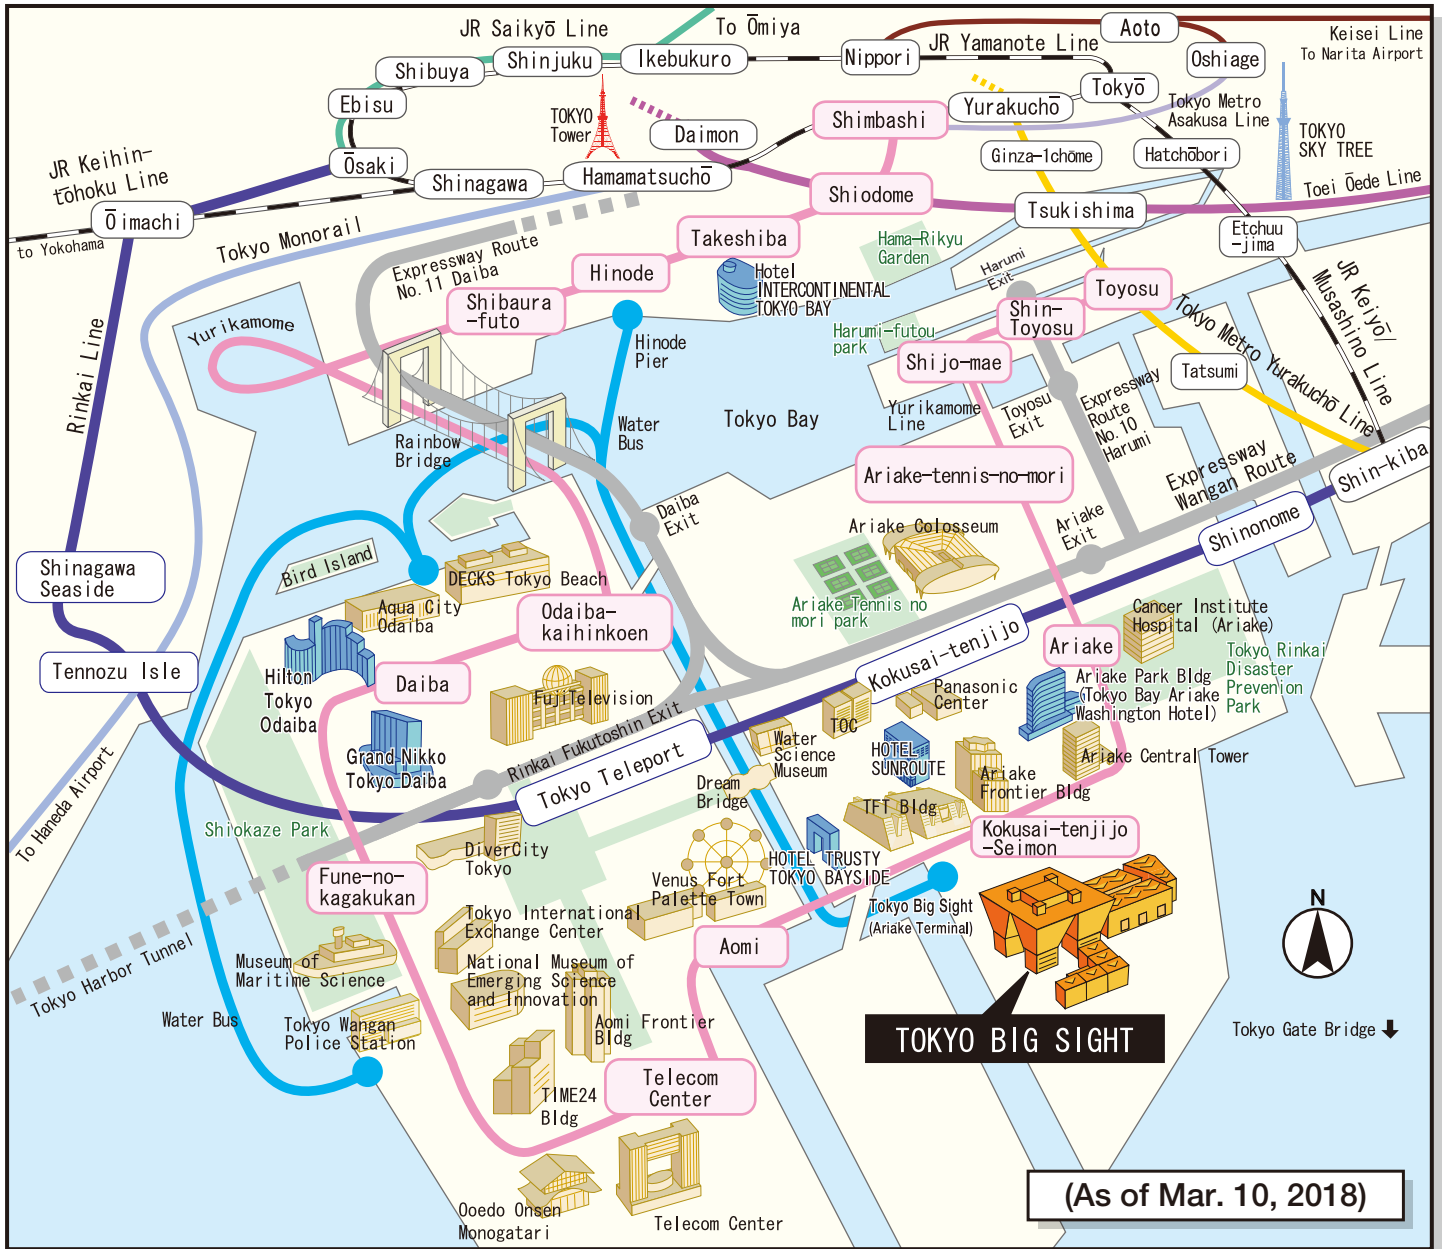 JR Saikyō Line
To Ōmiya
Aoto
Keisei Line
To Narita Airport
Shinjuku
Ikebukuro
Nippori
JR Yamanote Line
Oshiage
Shibuya
Tokyō
Ebisu
TOKYO
Tower
Daimon
Shimbashi
Yurakuchō
Tokyo Metro
Asakusa Line
TOKYO
SKY TREE
JR Keihin-
tōhoku Line
Ōsaki
Shinagawa
Hamamatsuchō
Ginza-1chōme
Hatchōbori
Shiodome
Tsukishima
Toei Ōede Line
Ōimachi
to Yokohama
Tokyo Monorail
Takeshiba
Hama-Rikyu
Garden
Etchuu
-jima
Expressway Route
No. 11 Daiba
Hinode
Hotel
INTERCONTINENTAL
TOKYO BAY
Harumi
Exit
Toyosu
JR Keiyō/
Musashino Line
Shibaura
-futo
Shin-
Toyosu
Yurikamome
Hinode
Pier
Harumi-futou
park
Shijo-mae
Tokyo Metro Yurakuchō Line
Tatsumi
Rinkai Line
Rainbow
Bridge
Water
Bus
Tokyo Bay
Yurikamome
Line
Toyosu
Exit
Expressway
Route
No. 10
Harumi
Expressway
Wangan Route
Shin-kiba
Ariake-tennis-no-mori
Daiba
Exit
Ariake Colosseum
Ariake
Exit
Shinonome
Shinagawa
Seaside
Bird Island
DECKS Tokyo Beach
Aqua City
Odaiba
Odaiba-
kaihinkoen
Ariake Tennis no
mori park
Kokusai-tenjijo
Ariake
Cancer Institute
Hospital (Ariake)
Tokyo Rinkai
Disaster
Prevenion
Park
Tennozu Isle
Hilton
Tokyo
Odaiba
Daiba
FujiTelevision
Panasonic
Center
Ariake Park Bldg
(Tokyo Bay Ariake
Washington Hotel)
Rinkai Fukutoshin Exit
TOC
Water
Science
Museum
HOTEL
SUNROUTE
Ariake Central Tower
Grand Nikko
Tokyo Daiba
Tokyo Teleport
Dream
Bridge
Ariake
Frontier Bldg
TFT Bldg
To Haneda Airport
Shiokaze Park
DiverCity
Tokyo
Kokusai-tenjijo
-Seimon
HOTEL TRUSTY
TOKYO BAYSIDE
Fune-no-
kagakukan
Venus Fort
Palette Town
Tokyo Big Sight
(Ariake Terminal)
Tokyo International
Exchange Center
Aomi
N
Tokyo Harbor Tunnel
Museum of
Maritime Science
National Museum of
Emerging Science
and Innovation
Water Bus
Tokyo Wangan
Police Station
Aomi Frontier
Bldg
TOKYO BIG SIGHT
Tokyo Gate Bridge
TIME24
Bldg
Telecom
Center
Ooedo Onsen
Monogatari
Telecom Center
(As of Mar. 10, 2018)